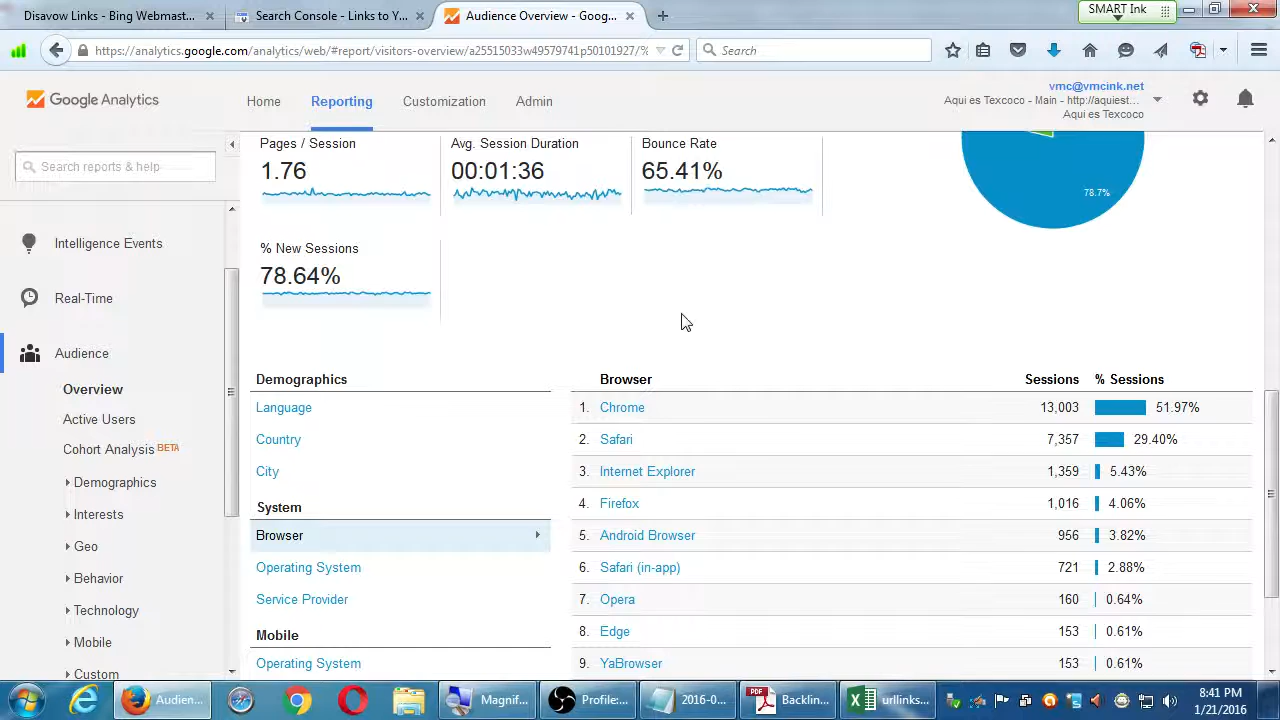 Disavow Links - Bing Webmast...
Search Console - Links to Y...
Audience Overview - Goog...
SMART Ink
https://analytics.google.com/analytics/web/#report/visitors-overview/a25515033w49579741p50101927/%
Search
Google Analytics
Home
Reporting
Customization
Admin
vmc@vmcink.net
Aqui es Texcoco - Main - http://aquiest...
Aqui es Texcoco
Search reports & help
Intelligence Events
Real-Time
Audience
Overview
Active Users
Cohort Analysis BETA
Demographics
Interests
Geo
Behavior
Technology
Mobile
Custom
Pages / Session
1.76
Avg. Session Duration
00:01:36
Bounce Rate
65.41%
78.7%
% New Sessions
78.64%
Demographics
Language
Country
City
System
Browser
Operating System
Service Provider
Mobile
Operating System
Browser Sessions % Sessions
1. Chrome 13,003 51.97%
2. Safari 7,357 29.40%
3. Internet Explorer 1,359 5.43%
4. Firefox 1,016 4.06%
5. Android Browser 956 3.82%
6. Safari (in-app) 721 2.88%
7. Opera 160 0.64%
8. Edge 153 0.61%
9. YaBrowser 153 0.61%
Audien...
Magnif...
Profile:...
2016-0...
PDF
Backlin...
urllinks...
8:41 PM
1/21/2016